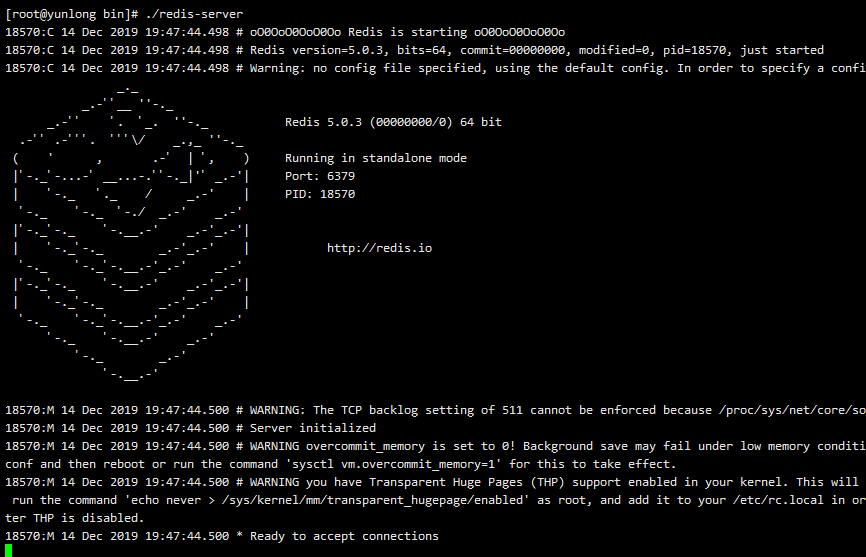 [root@yunlong bin]# ./redis-server
18570:C 14 Dec 2019 19:47:44.498 # oO0OoO0OoO0Oo Redis is starting oO0OoO0OoO0Oo
18570:C 14 Dec 2019 19:47:44.498 # Redis version=5.0.3, bits=64, commit=00000000, modified=0, pid=18570, just started
18570:C 14 Dec 2019 19:47:44.498 # Warning: no config file specified, using the default config. In order to specify a confi
Redis 5.0.3 (00000000/0) 64 bit
Running in standalone mode
Port: 6379
PID: 18570
http://redis.io
18570:M 14 Dec 2019 19:47:44.500 # WARNING: The TCP backlog setting of 511 cannot be enforced because /proc/sys/net/core/so
18570:M 14 Dec 2019 19:47:44.500 # Server initialized
18570:M 14 Dec 2019 19:47:44.500 # WARNING overcommit_memory is set to 0! Background save may fail under low memory conditi
conf and then reboot or run the command 'sysctl vm.overcommit_memory=1' for this to take effect.
18570:M 14 Dec 2019 19:47:44.500 # WARNING you have Transparent Huge Pages (THP) support enabled in your kernel. This will
run the command 'echo never > /sys/kernel/mm/transparent_hugepage/enabled' as root, and add it to your /etc/rc.local in or
ter THP is disabled.
18570:M 14 Dec 2019 19:47:44.500 * Ready to accept connections